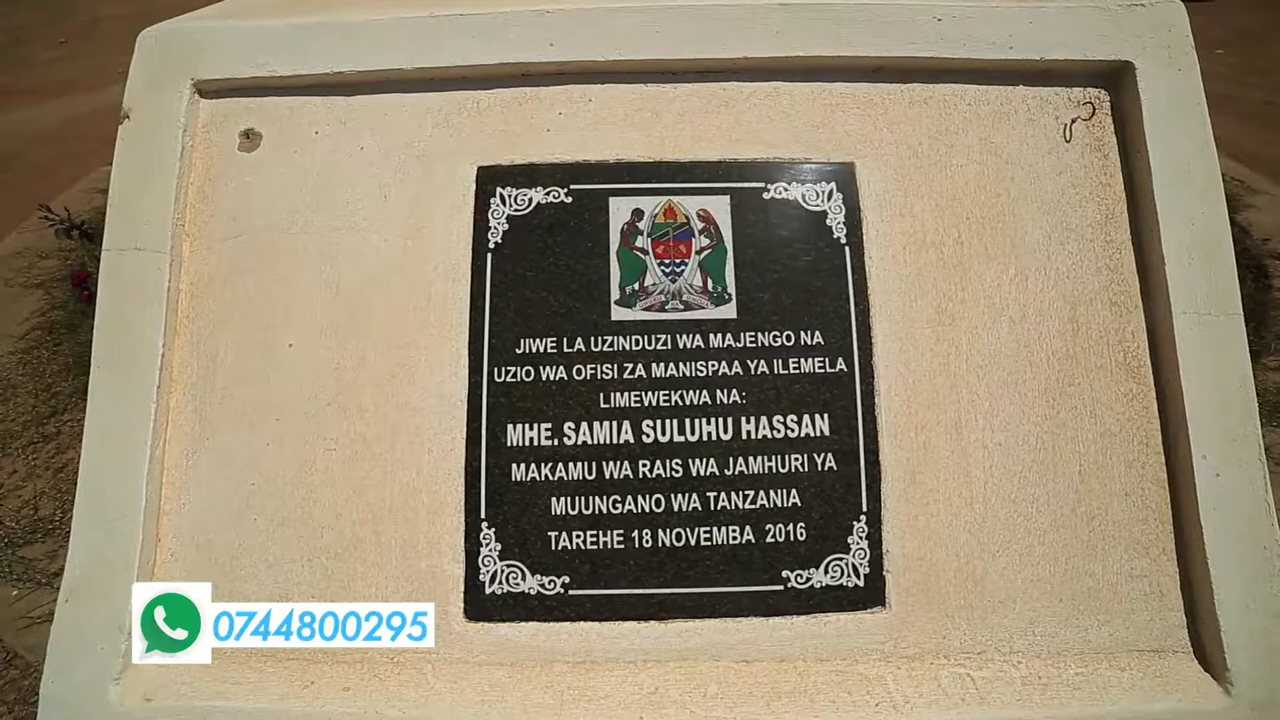 JIWE LA UZINDUZI WA MAJENGO NA
UZIO WA OFISI ZA MANISPAA YA ILEMELA
LIMEWEKWA NA:
MHE. SAMIA SULUHU HASSAN
MAKAMU WA RAIS WA JAMHURI YA
MUUNGANO WA TANZANIA
TAREHE 18 NOVEMBA 2016
0744800295